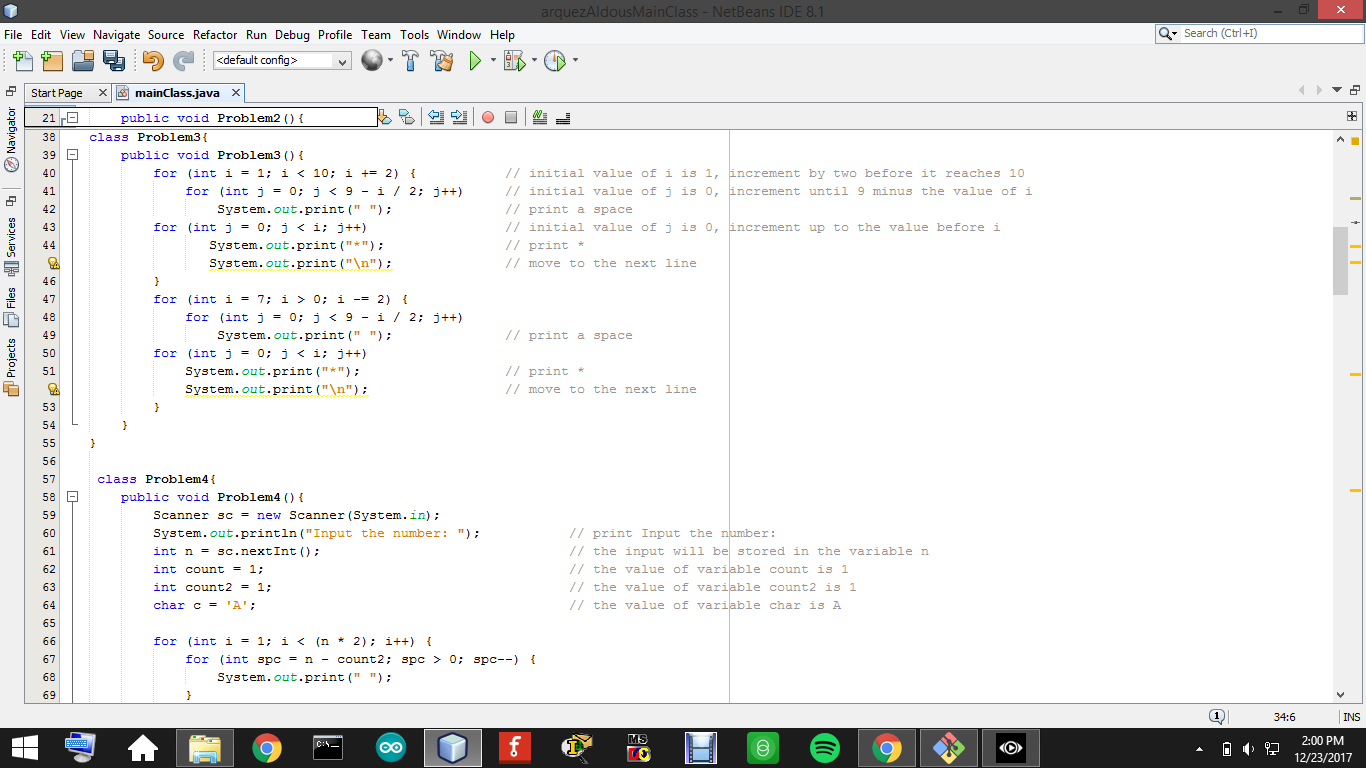 arquezAldousMainClass - NetBeans IDE 8.1
File Edit View Navigate Source Refactor Run Debug Profile Team Tools Window Help
Search (Ctrl+I)
<default config>
Start Page mainClass.java
Navigator
Services
Files
Projects
21 public void Problem2(){
38 class Problem3{
39 public void Problem3(){
40 for (int i = 1; i < 10; i += 2) { // initial value of i is 1, increment by two before it reaches 10
41 for (int j = 0; j < 9 - i / 2; j++) // initial value of j is 0, increment until 9 minus the value of i
42 System.out.print(" "); // print a space
43 for (int j = 0; j < i; j++) // initial value of j is 0, increment up to the value before i
44 System.out.print("*"); // print *
System.out.print("\n"); // move to the next line
46 }
47 for (int i = 7; i > 0; i -= 2) {
48 for (int j = 0; j < 9 - i / 2; j++)
49 System.out.print(" "); // print a space
50 for (int j = 0; j < i; j++)
51 System.out.print("*"); // print *
System.out.print("\n"); // move to the next line
53 }
54 }
55 }
56
57 class Problem4{
58 public void Problem4(){
59 Scanner sc = new Scanner(System.in);
60 System.out.println("Input the number: "); // print Input the number:
61 int n = sc.nextInt(); // the input will be stored in the variable n
62 int count = 1; // the value of variable count is 1
63 int count2 = 1; // the value of variable count2 is 1
64 char c = 'A'; // the value of variable char is A
65
66 for (int i = 1; i < (n * 2); i++) {
67 for (int spc = n - count2; spc > 0; spc--) {
68 System.out.print(" ");
69 }
1 34:6 INS
C:\_
MS
2:00 PM
12/23/2017